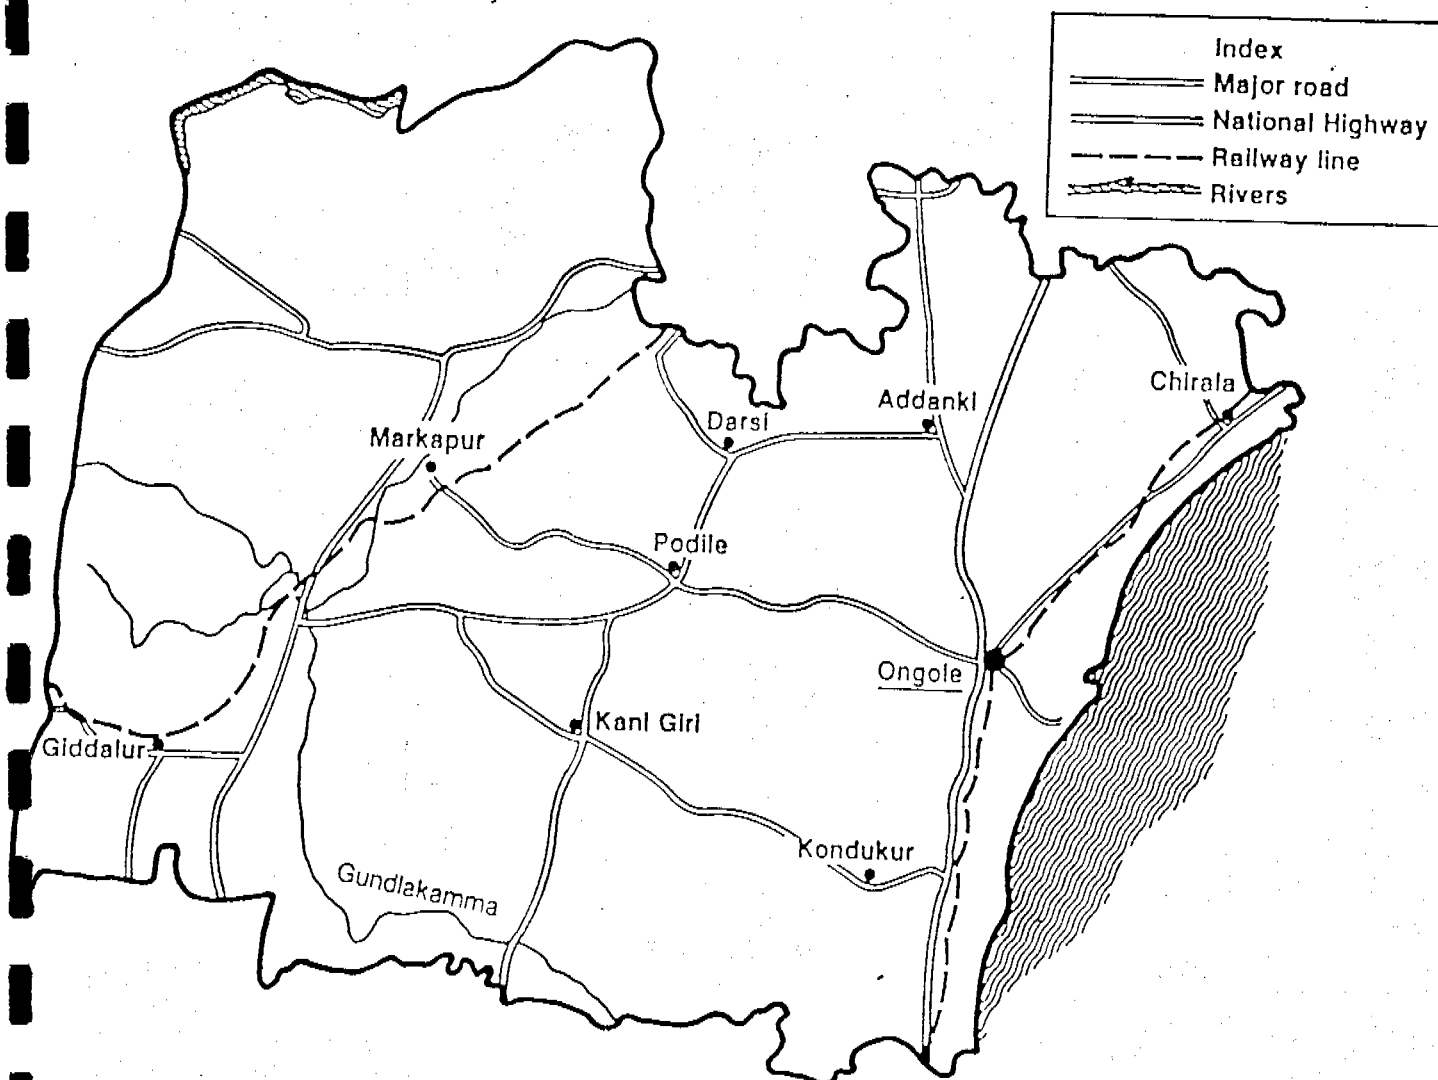 Index
Major road
National Highway
Railway line
Rivers
Chirala
Addanki
Darsi
Markapur
Podile
Ongole
Kani Giri
Giddalur
Kondukur
Gundlakamma